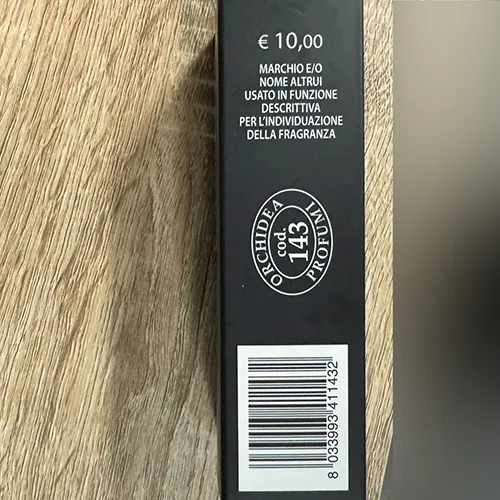 € 10,00
MARCHIO E/O
NOME ALTRUI
USATO IN FUNZIONE
DESCRITTIVA
PER L'INDIVIDUAZIONE
DELLA FRAGRANZA
ORCHIDEA
cod.
143
PROFUMI
8 033993 411432